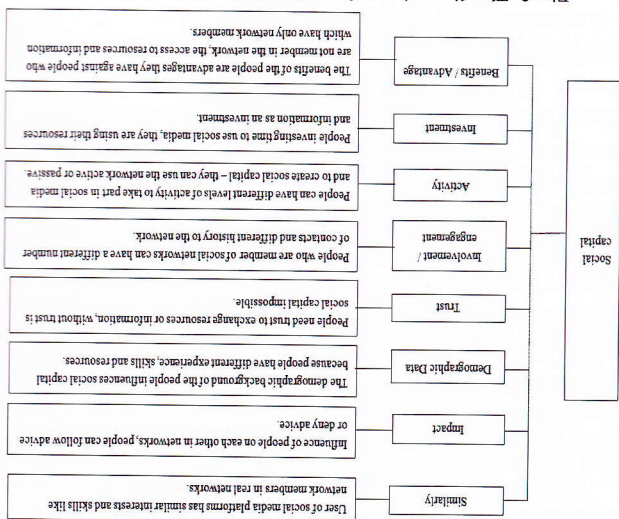 Social
capital
Similarly
User of social media platforms has similar interests and skills like
network members in real networks.
Impact
Influence of people on each other in networks, people can follow advice
or deny advice.
Demographic Data
The demographic background of the people influences social capital
because people have different experience, skills and resources.
Trust
People need trust to exchange resources or information, without trust is
social capital impossible.
Involvement /
engagement
People who are member of social networks can have a different number
of contacts and different history to the network.
Activity
People can have different levels of activity to take part in social media
and to create social capital – they can use the network active or passive.
Investment
People investing time to use social media, they are using their resources
and information as an investment.
Benefits / Advantage
The benefits of the people are advantages they have against people who
are not member in the network, the access to resources and information
which have only network members.